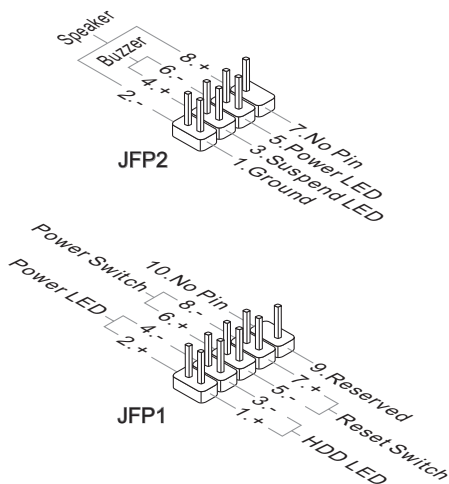 Speaker
Buzzer
8.+
6.-
4.+
2.-
7.No Pin
5.Power LED
3.Suspend LED
1.Ground
JFP2
Power Switch
Power LED
10.No Pin
8.-
6.+
4.-
2.+
9.Reserved
7.+
5.-
3.-
1.+
Reset Switch
HDD LED
JFP1